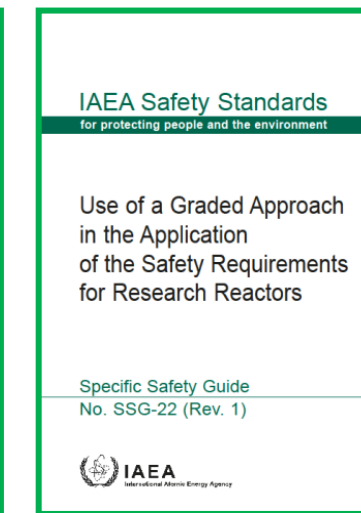 IAEA Safety Standards
for protecting people and the environment
Use of a Graded Approach
in the Application
of the Safety Requirements
for Research Reactors
Specific Safety Guide
No. SSG-22 (Rev. 1)
IAEA
International Atomic Energy Agency